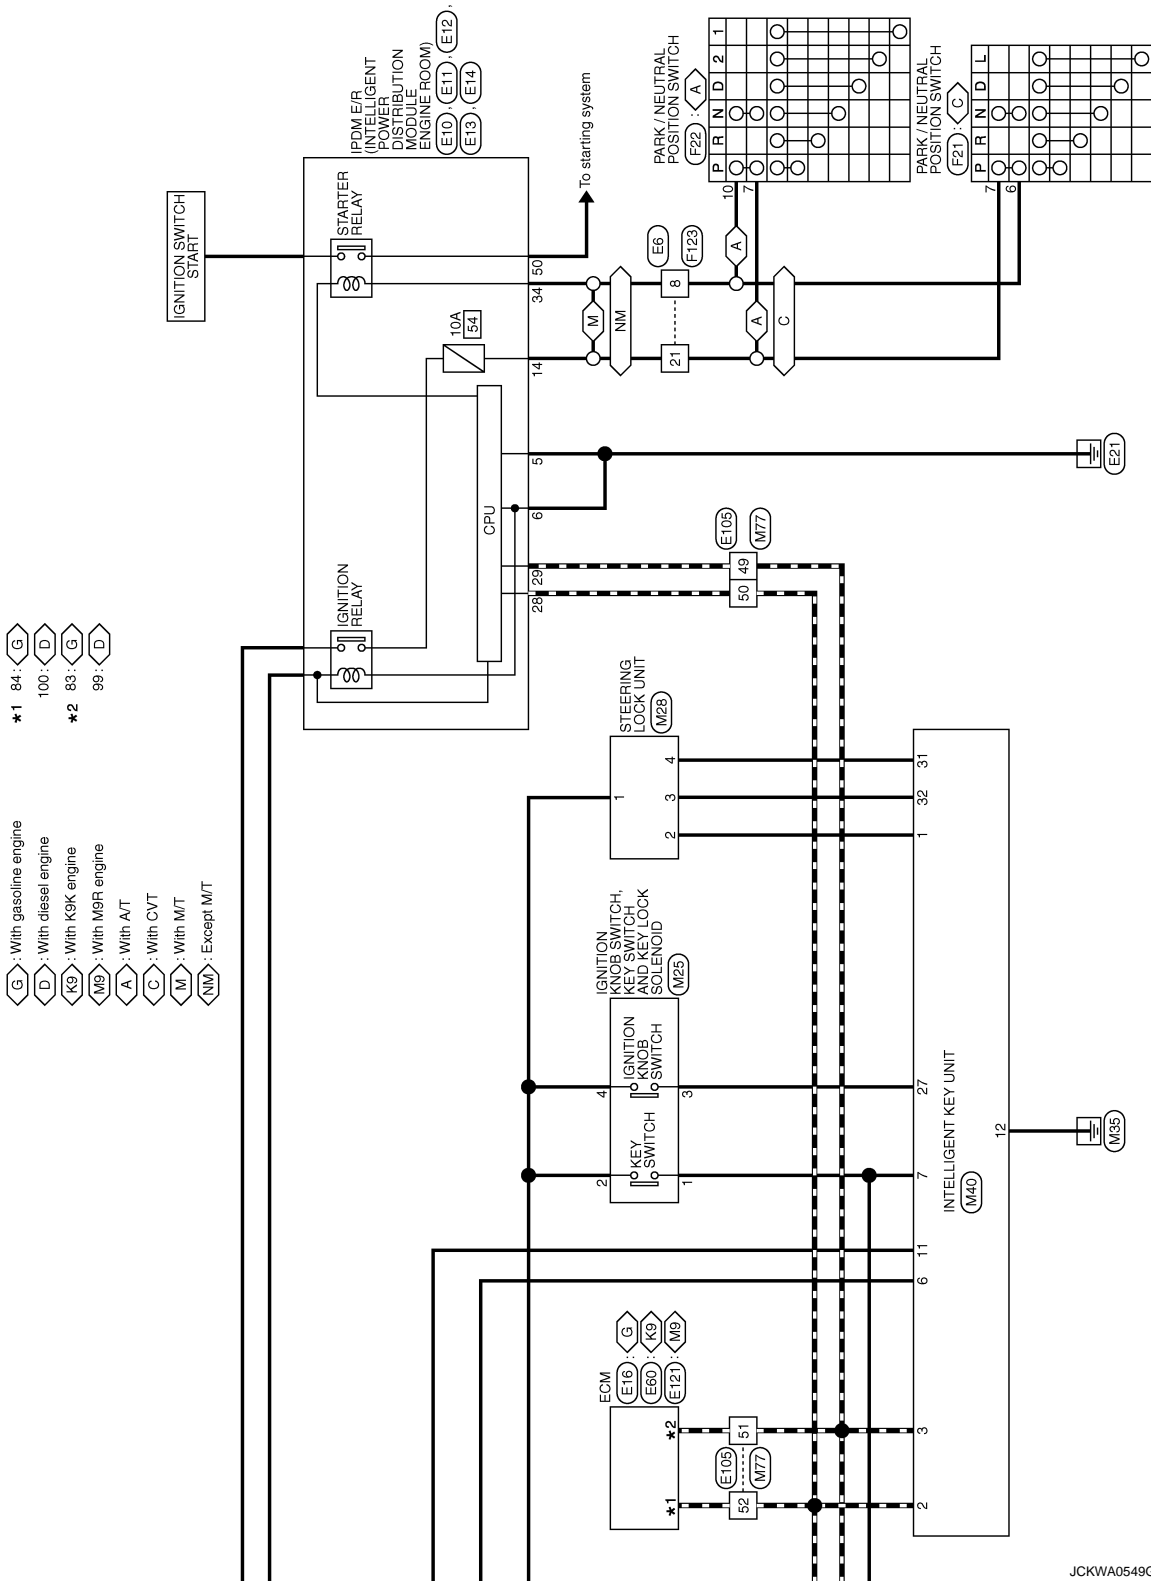 G : With gasoline engine
D : With diesel engine
K9 : With K9K engine
M9 : With M9R engine
A : With A/T
C : With CVT
M : With M/T
NM : Except M/T
*1 84 : G
100 : D
*2 83 : G
99 : D
IGNITION SWITCH
START
IPDM E/R
(INTELLIGENT
POWER
DISTRIBUTION
MODULE
ENGINE ROOM)
E10 , E11 , E12 ,
E13 , E14
IGNITION
RELAY
STARTER
RELAY
10A
54
CPU
28
29
6
5
14
34
50
To starting system
M
NM
E6
F123
21
8
A
A
C
PARK / NEUTRAL
POSITION SWITCH
F22 : A
P R N D 2 1
10
7
PARK / NEUTRAL
POSITION SWITCH
F21 : C
P R N D L
7
6
E21
E105
M77
50
49
STEERING
LOCK UNIT
M28
1
2
3
4
IGNITION
KNOB SWITCH,
KEY SWITCH
AND KEY LOCK
SOLENOID
M25
2
4
KEY
SWITCH
IGNITION
KNOB
SWITCH
1
3
ECM
E16 : G
E60 : K9
E121 : M9
*1
*2
E105
M77
52
51
2
3
6
11
7
27
1
32
31
INTELLIGENT KEY UNIT
M40
12
M35
JCKWA0549G